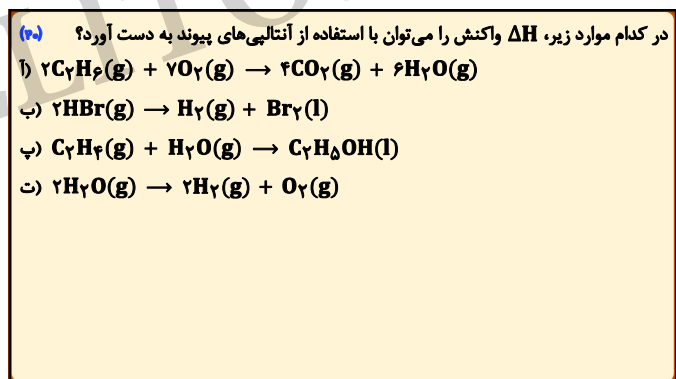 در کدام موارد زیر، ΔH واکنش را می‌توان با استفاده از آنتالپی‌های پیوند به دست آورد؟ (۴۰)
آ) ۲C۲H۶(g) + ۷O۲(g) → ۴CO۲(g) + ۶H۲O(g)
ب) ۲HBr(g) → H۲(g) + Br۲(l)
پ) C۲H۴(g) + H۲O(g) → C۲H۵OH(l)
ت) ۲H۲O(g) → ۲H۲(g) + O۲(g)